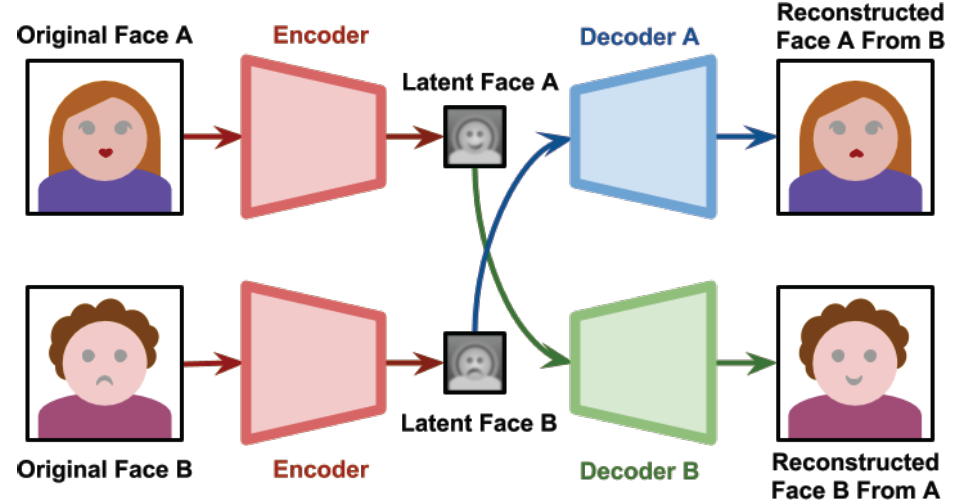 Original Face A
Encoder
Decoder A
Reconstructed
Face A From B
Latent Face A
Latent Face B
Original Face B
Encoder
Decoder B
Reconstructed
Face B From A